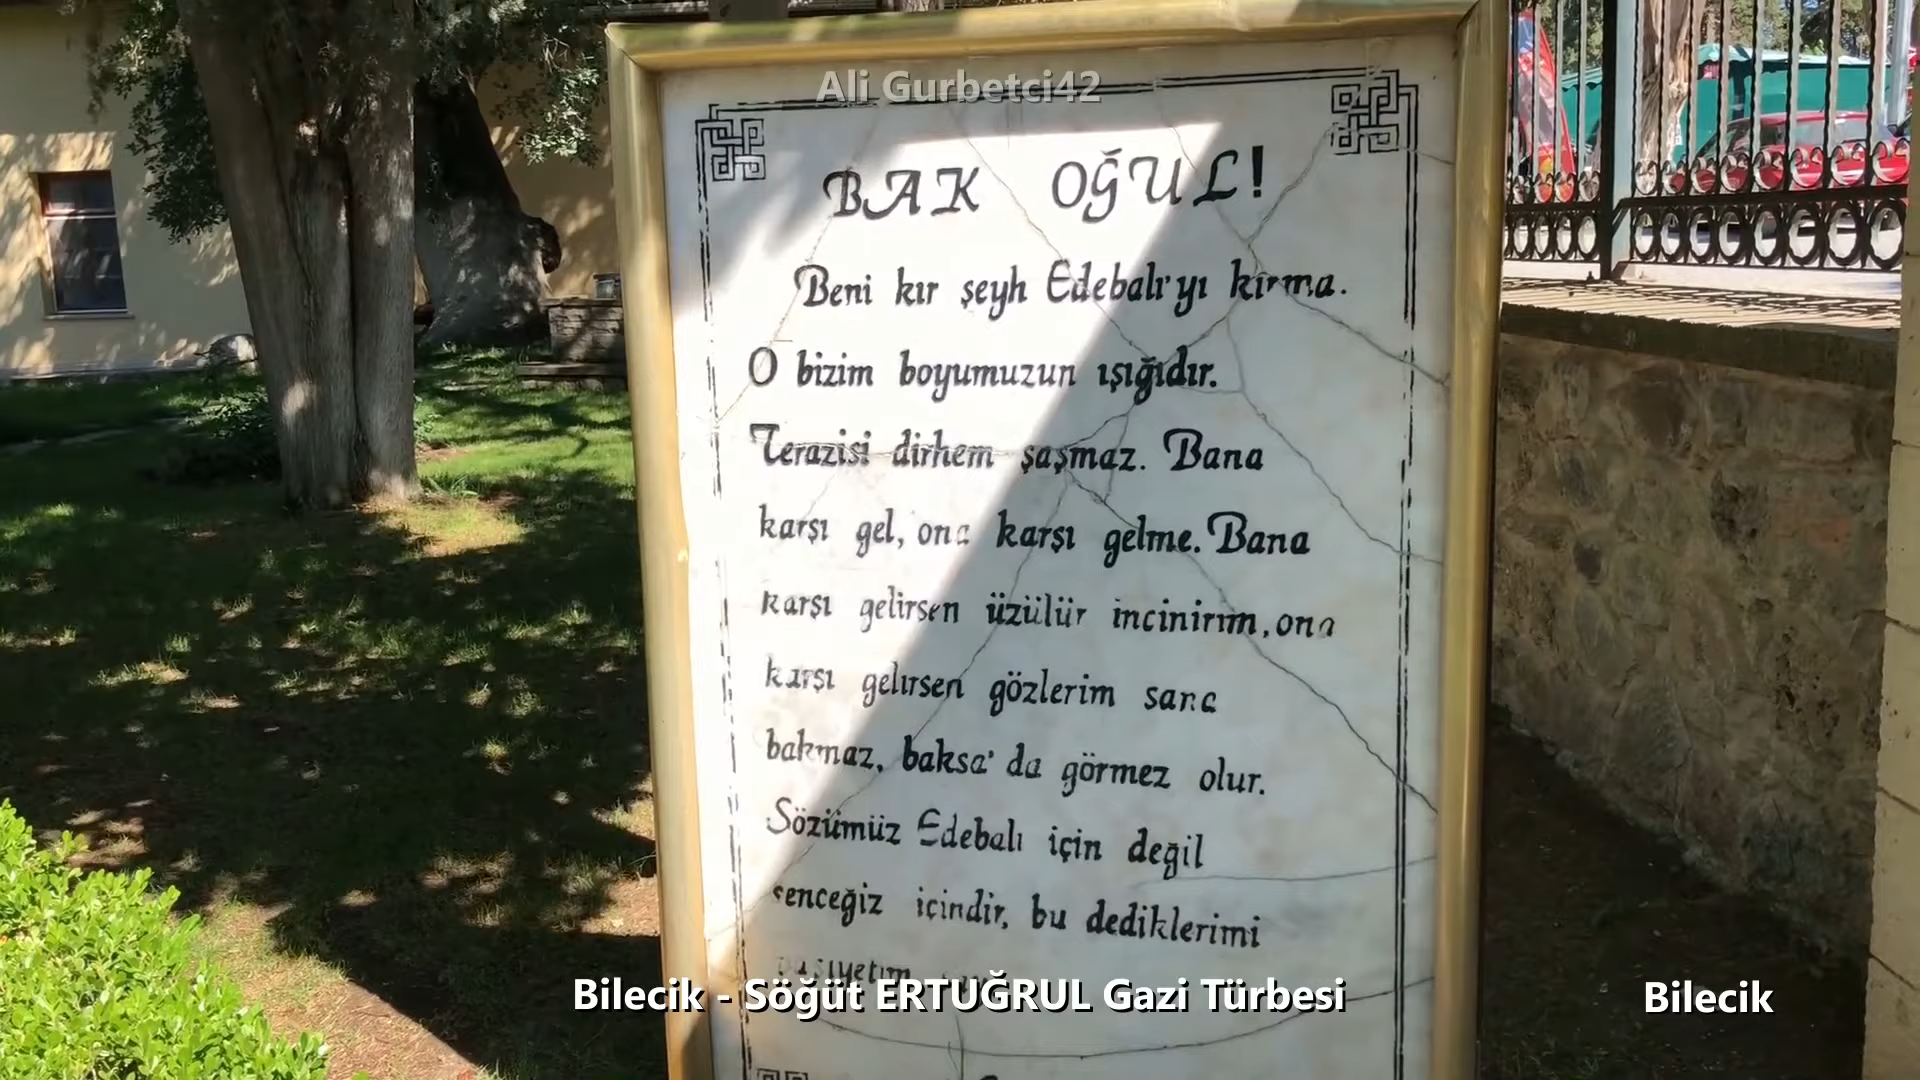 Ali Gurbetci42
BAK OĞUL!
Beni kır şeyh Edebalı'yı kırma.
O bizim boyumuzun ışığıdır.
Terazisi dirhem şaşmaz. Bana
karşı gel, ona karşı gelme. Bana
karşı gelirsen üzülür incinirim, ona
karşı gelirsen gözlerim sana
bakmaz, baksa' da görmez olur.
Sözümüz Edebalı için değil
senceğiz içindir, bu dediklerimi
vasiyetim
Bilecik - Söğüt ERTUĞRUL Gazi Türbesi
Bilecik